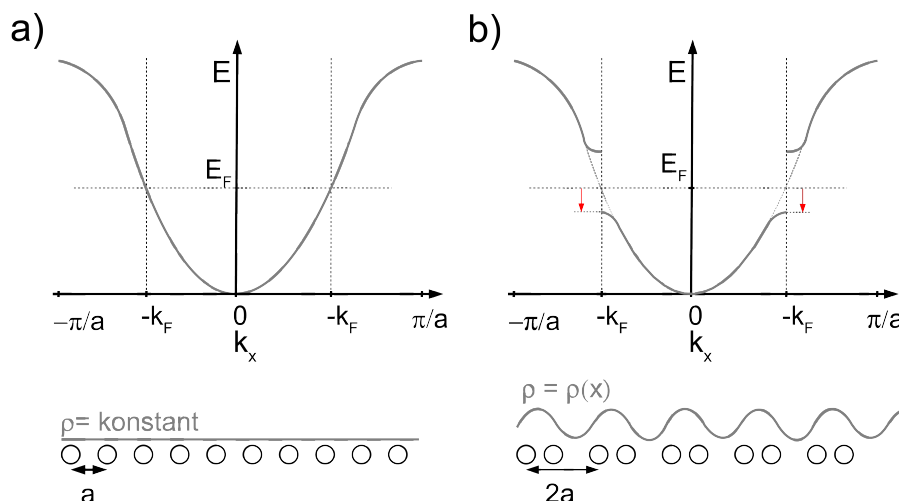 a)
E
E_F
−π/a
-k_F
0
-k_F
π/a
k_x
ρ= konstant
a
b)
E
E_F
−π/a
-k_F
0
-k_F
π/a
k_x
ρ = ρ(x)
2a